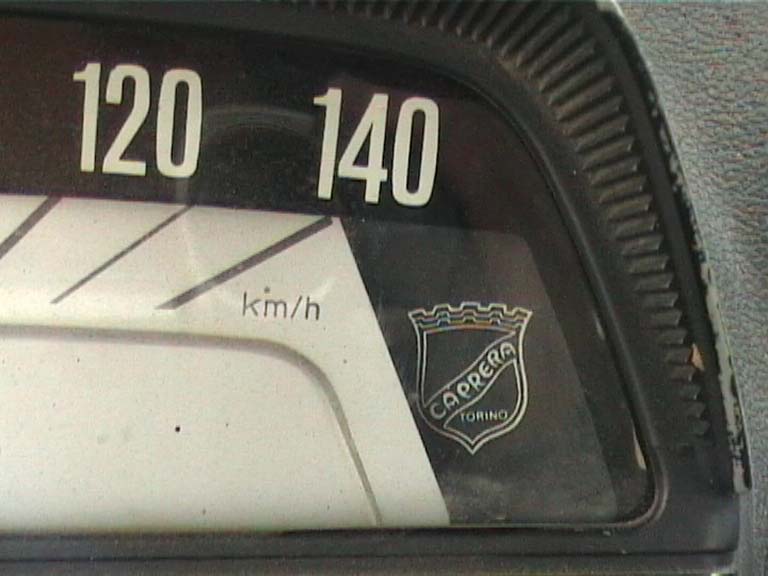 120 140
km/h
CAPRERA
TORINO